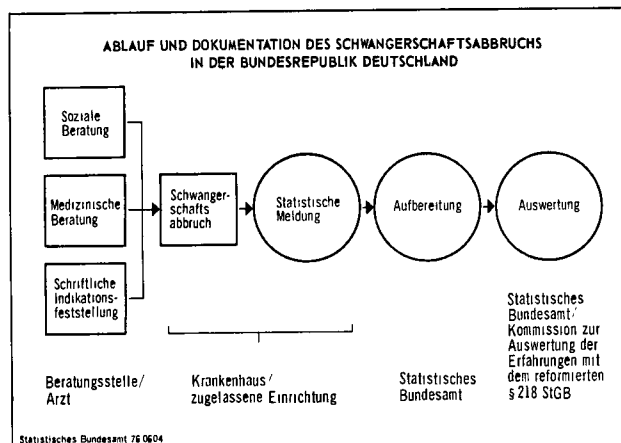 ABLAUF UND DOKUMENTATION DES SCHWANGERSCHAFTSABBRUCHS
IN DER BUNDESREPUBLIK DEUTSCHLAND
Soziale
Beratung
Medizinische
Beratung
Schriftliche
Indikations-
feststellung
Schwanger-
schafts
abbruch
Statistische
Meldung
Aufbereitung
Auswertung
Beratungsstelle/
Arzt
Krankenhaus/
zugelassene Einrichtung
Statistisches
Bundesamt
Statistisches
Bundesamt/
Kommission zur
Auswertung der
Erfahrungen mit
dem reformierten
§ 218 StGB
Statistisches Bundesamt 76 0604